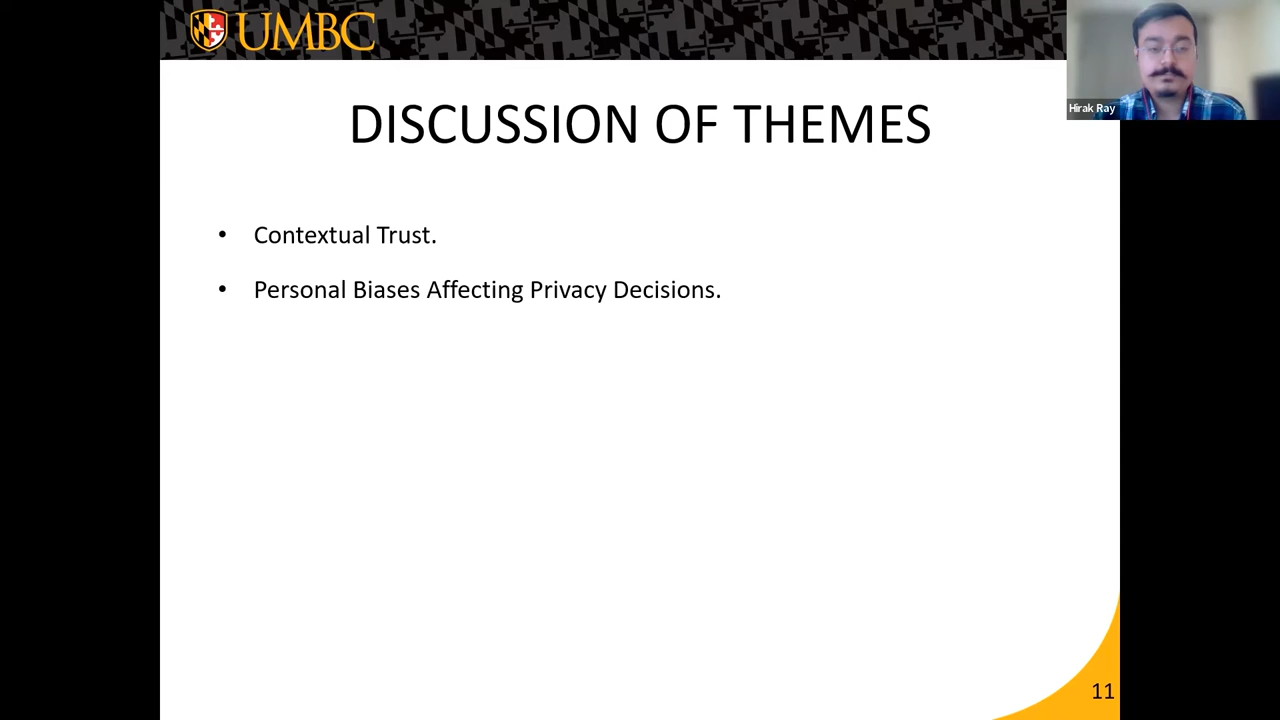 UMBC
Hirak Ray
DISCUSSION OF THEMES
• Contextual Trust.
• Personal Biases Affecting Privacy Decisions.
11